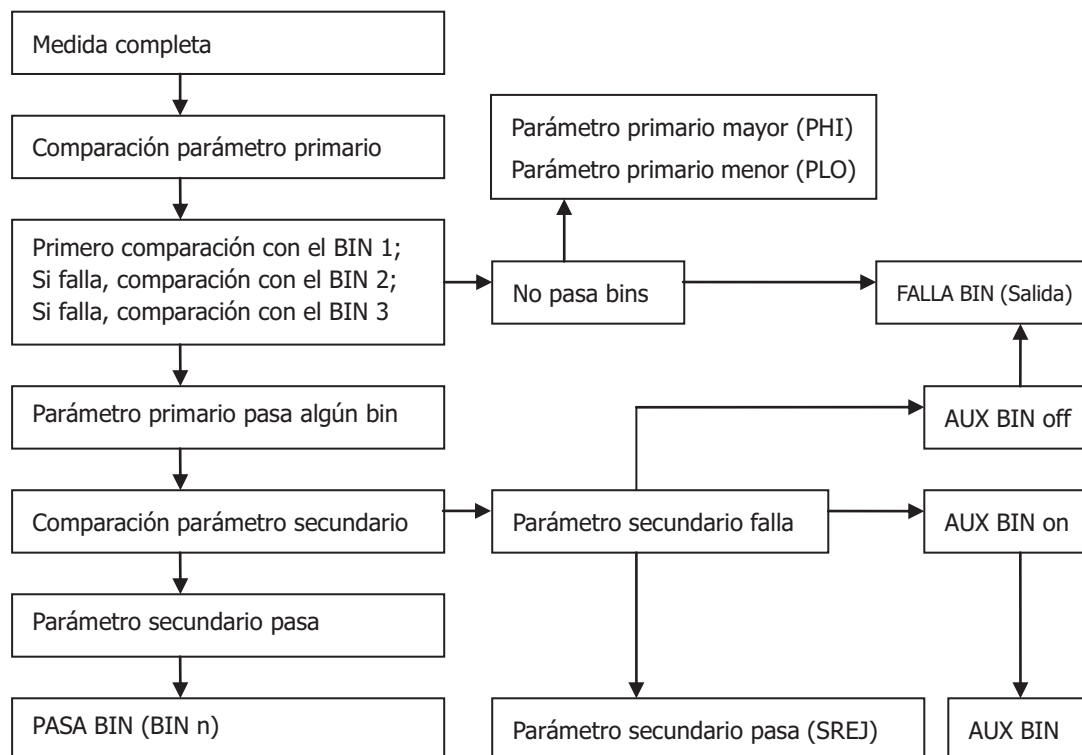 Medida completa
Comparación parámetro primario
Parámetro primario mayor (PHI)
Parámetro primario menor (PLO)
Primero comparación con el BIN 1;
Si falla, comparación con el BIN 2;
Si falla, comparación con el BIN 3
No pasa bins
FALLA BIN (Salida)
Parámetro primario pasa algún bin
AUX BIN off
Comparación parámetro secundario
Parámetro secundario falla
AUX BIN on
Parámetro secundario pasa
PASA BIN (BIN n)
Parámetro secundario pasa (SREJ)
AUX BIN